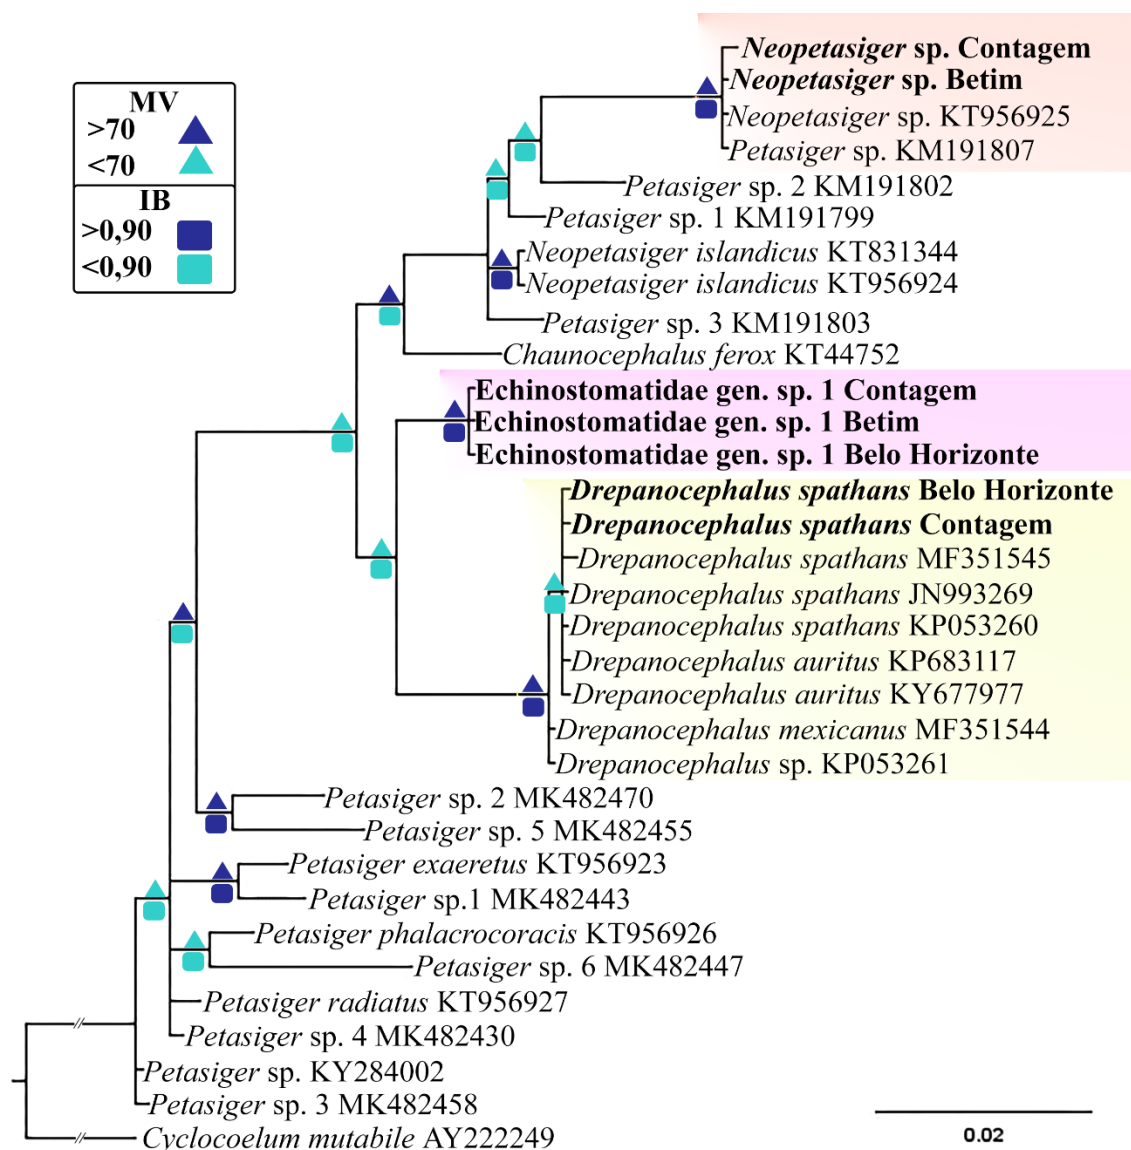 MV
>70
<70
IB
>0,90
<0,90
Neopetasiger sp. Contagem
Neopetasiger sp. Betim
Neopetasiger sp. KT956925
Petasiger sp. KM191807
Petasiger sp. 2 KM191802
Petasiger sp. 1 KM191799
Neopetasiger islandicus KT831344
Neopetasiger islandicus KT956924
Petasiger sp. 3 KM191803
Chaunocephalus ferox KT44752
Echinostomatidae gen. sp. 1 Contagem
Echinostomatidae gen. sp. 1 Betim
Echinostomatidae gen. sp. 1 Belo Horizonte
Drepanocephalus spathans Belo Horizonte
Drepanocephalus spathans Contagem
Drepanocephalus spathans MF351545
Drepanocephalus spathans JN993269
Drepanocephalus spathans KP053260
Drepanocephalus auritus KP683117
Drepanocephalus auritus KY677977
Drepanocephalus mexicanus MF351544
Drepanocephalus sp. KP053261
Petasiger sp. 2 MK482470
Petasiger sp. 5 MK482455
Petasiger exaeretus KT956923
Petasiger sp.1 MK482443
Petasiger phalacrocoracis KT956926
Petasiger sp. 6 MK482447
Petasiger radiatus KT956927
Petasiger sp. 4 MK482430
Petasiger sp. KY284002
Petasiger sp. 3 MK482458
Cyclocoelum mutabile AY222249
0.02